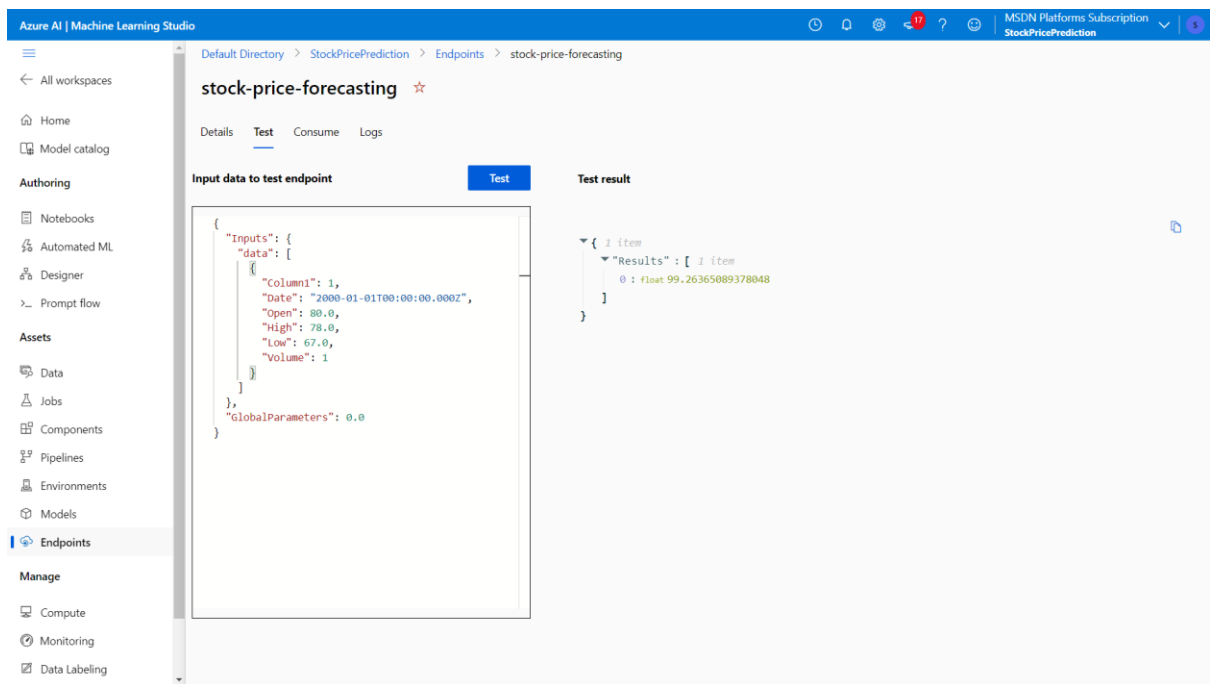 Azure AI | Machine Learning Studio
17
?
MSDN Platforms Subscription
StockPricePrediction
S
All workspaces
Home
Model catalog
Authoring
Notebooks
Automated ML
Designer
Prompt flow
Assets
Data
Jobs
Components
Pipelines
Environments
Models
Endpoints
Manage
Compute
Monitoring
Data Labeling
Default Directory > StockPricePrediction > Endpoints > stock-price-forecasting
stock-price-forecasting
Details Test Consume Logs
Input data to test endpoint
Test
{
"Inputs": {
"data": [
{
"Column1": 1,
"Date": "2000-01-01T00:00:00.000Z",
"Open": 80.0,
"High": 78.0,
"Low": 67.0,
"Volume": 1
}
]
},
"GlobalParameters": 0.0
}
Test result
{ 1 item
"Results" : [ 1 item
0 : float 99.26365089378048
]
}